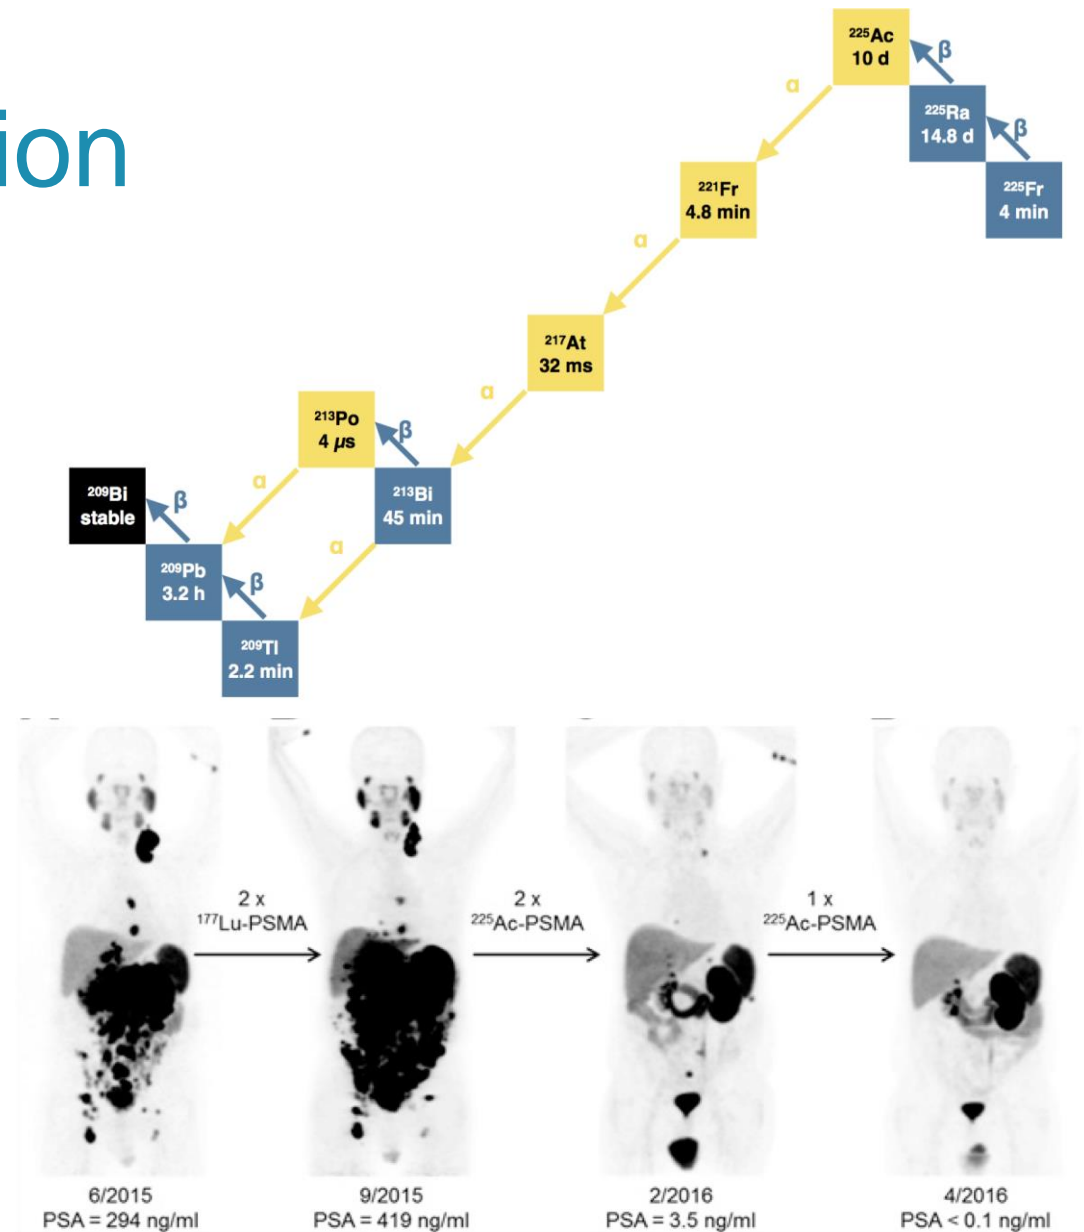 ion
²²⁵Ac
10 d
β
α
²²⁵Ra
14.8 d
β
²²¹Fr
4.8 min
²²⁵Fr
4 min
α
²¹⁷At
32 ms
α
²¹³Po
4 µs
β
α
²⁰⁹Bi
stable
β
²¹³Bi
45 min
α
²⁰⁹Pb
3.2 h
β
²⁰⁹Tl
2.2 min
2 x
¹⁷⁷Lu-PSMA
2 x
²²⁵Ac-PSMA
1 x
²²⁵Ac-PSMA
6/2015
PSA = 294 ng/ml
9/2015
PSA = 419 ng/ml
2/2016
PSA = 3.5 ng/ml
4/2016
PSA < 0.1 ng/ml